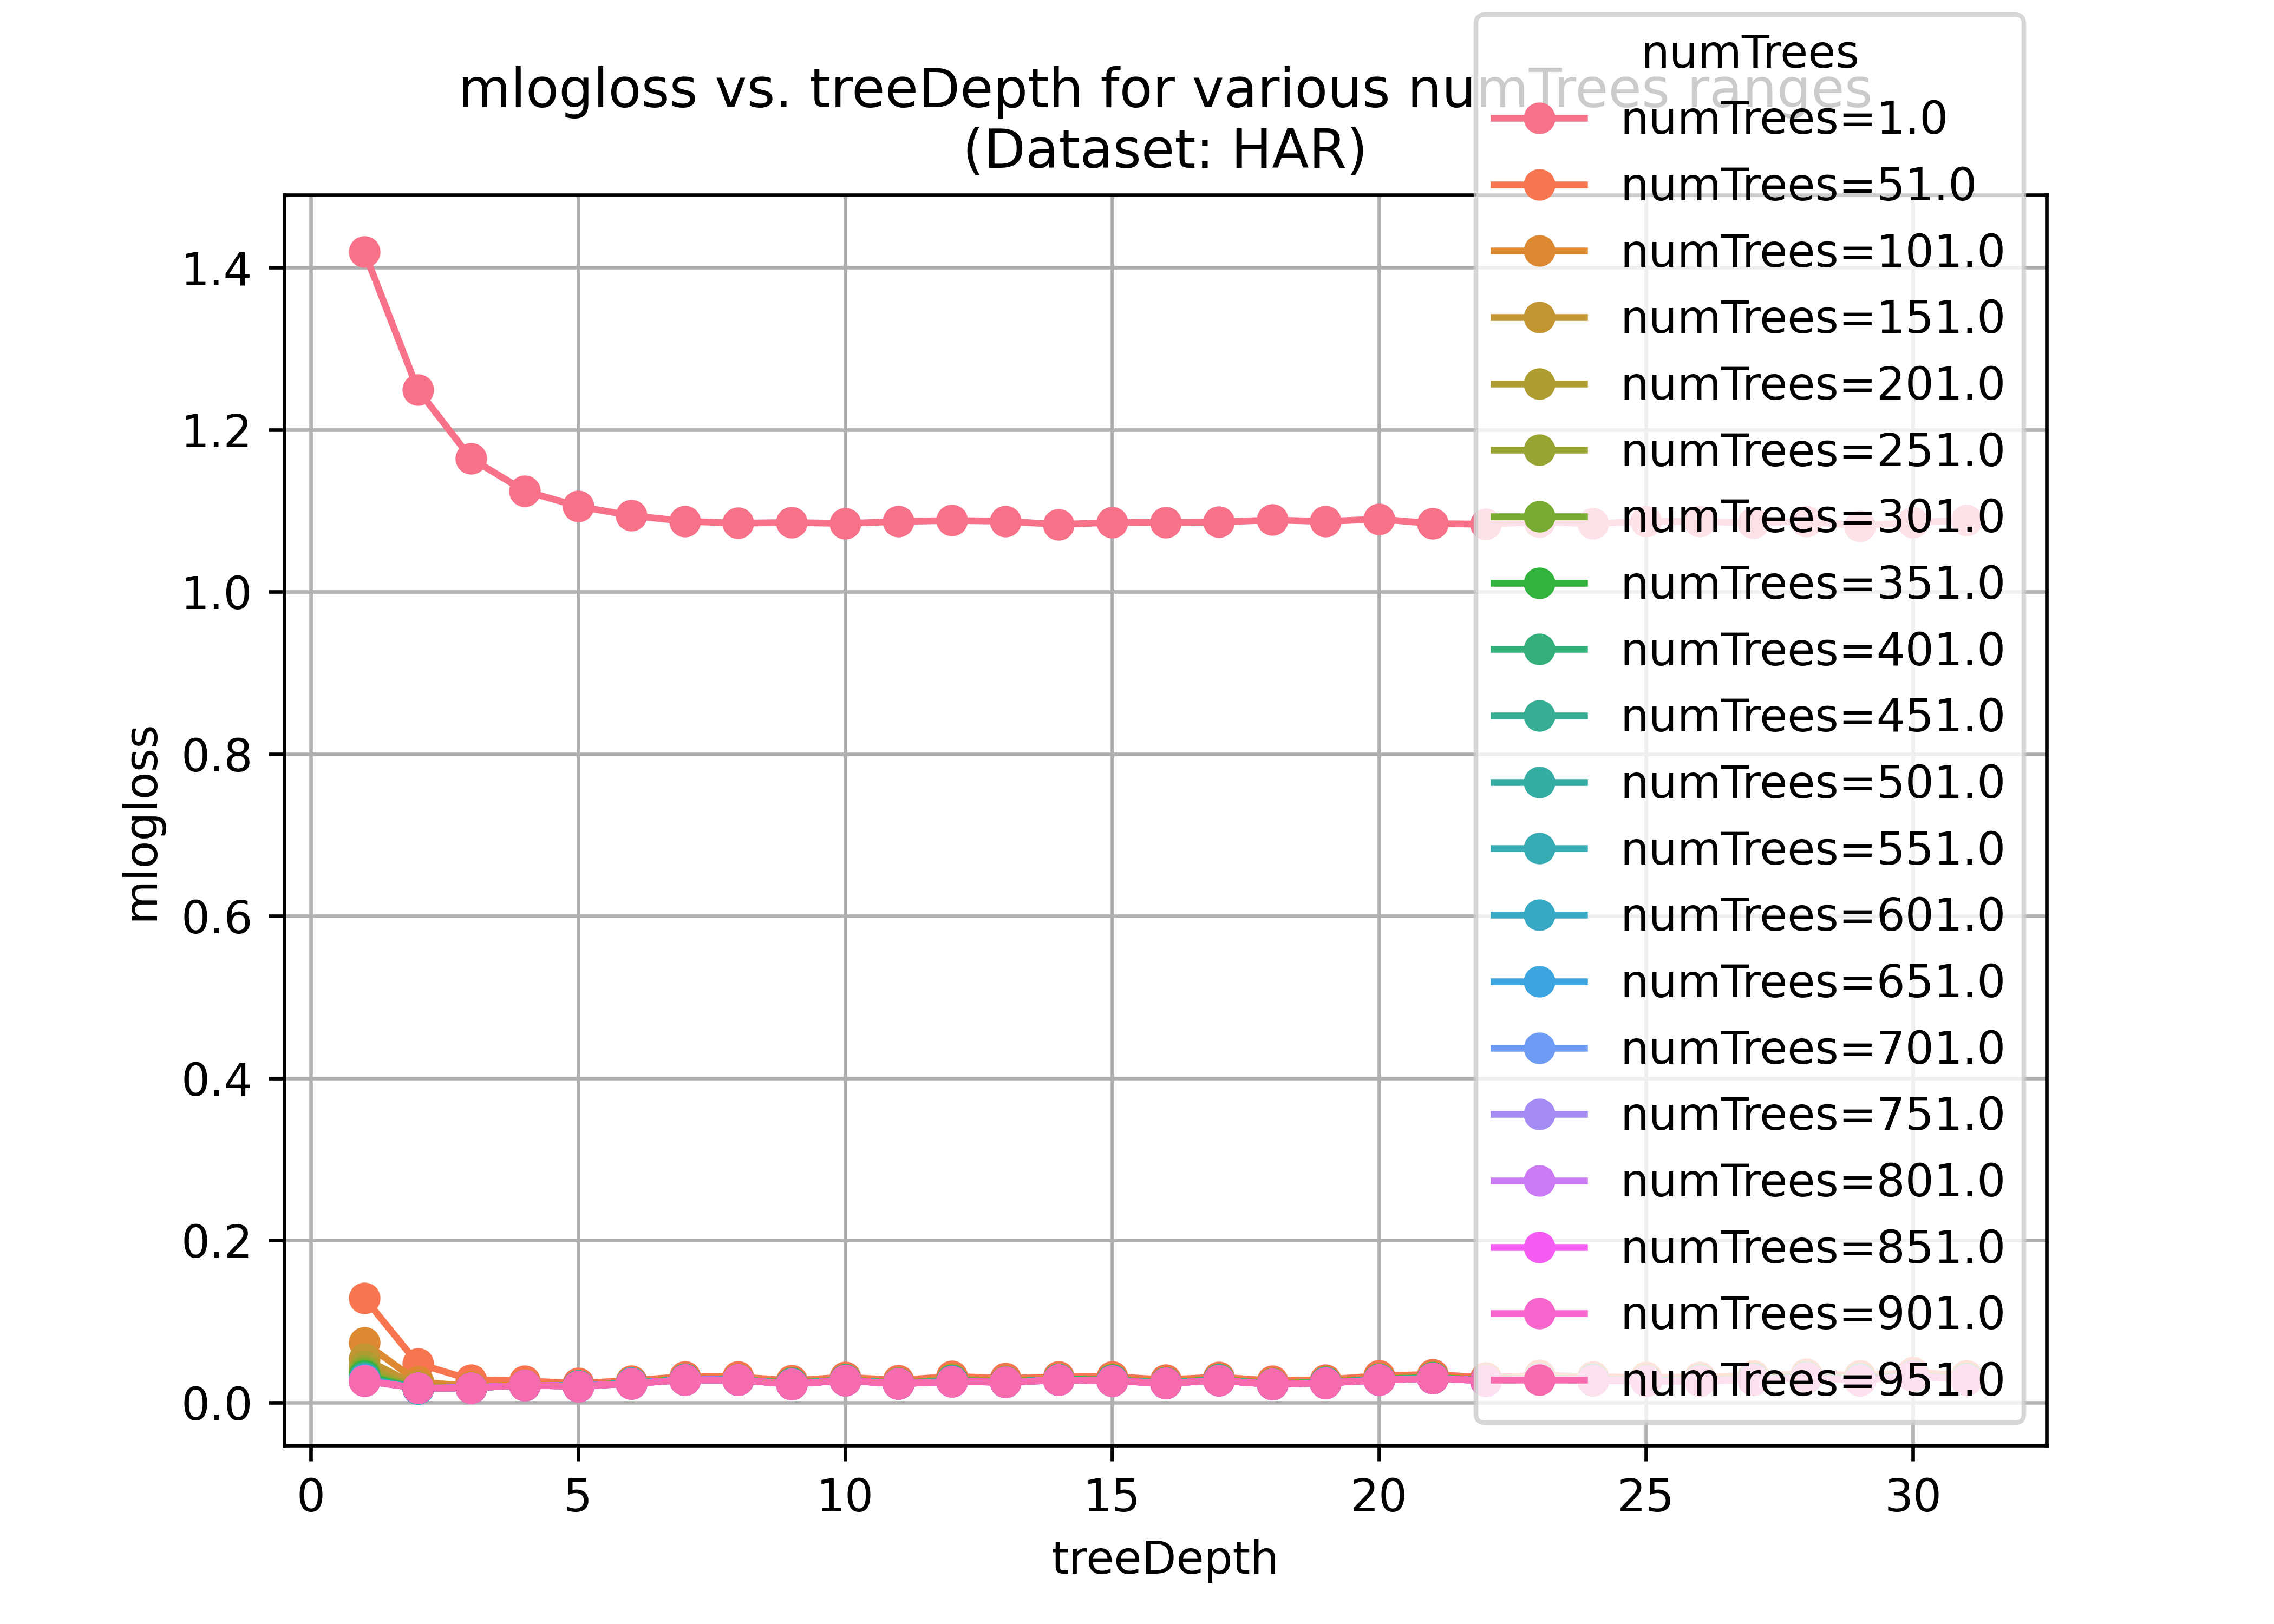 mlogloss vs. treeDepth for various numTrees ranges
(Dataset: HAR)
numTrees
numTrees=1.0
numTrees=51.0
numTrees=101.0
numTrees=151.0
numTrees=201.0
numTrees=251.0
numTrees=301.0
numTrees=351.0
numTrees=401.0
numTrees=451.0
numTrees=501.0
numTrees=551.0
numTrees=601.0
numTrees=651.0
numTrees=701.0
numTrees=751.0
numTrees=801.0
numTrees=851.0
numTrees=901.0
numTrees=951.0
mlogloss
1.4
1.2
1.0
0.8
0.6
0.4
0.2
0.0
0 5 10 15 20 25 30
treeDepth